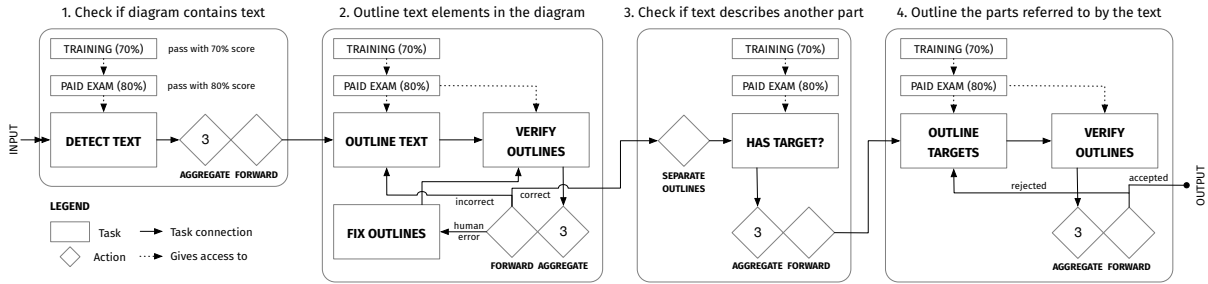 1. Check if diagram contains text
TRAINING (70%)
pass with 70% score
PAID EXAM (80%)
pass with 80% score
INPUT
DETECT TEXT
3
AGGREGATE
FORWARD
LEGEND
Task
Task connection
Action
Gives access to
2. Outline text elements in the diagram
TRAINING (70%)
PAID EXAM (80%)
OUTLINE TEXT
VERIFY
OUTLINES
incorrect
correct
FIX OUTLINES
human
error
3
FORWARD
AGGREGATE
3. Check if text describes another part
TRAINING (70%)
PAID EXAM (80%)
HAS TARGET?
SEPARATE
OUTLINES
3
AGGREGATE
FORWARD
4. Outline the parts referred to by the text
TRAINING (70%)
PAID EXAM (80%)
OUTLINE
TARGETS
VERIFY
OUTLINES
rejected
accepted
OUTPUT
3
AGGREGATE
FORWARD